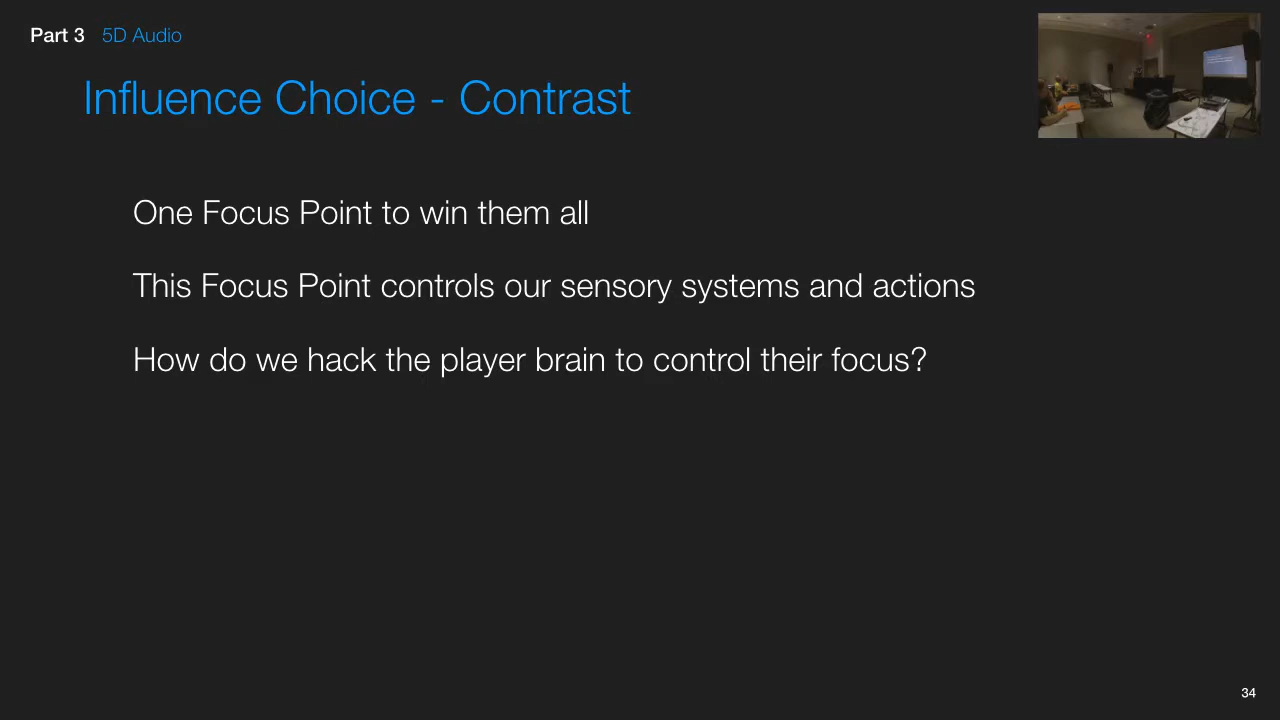 Part 3 5D Audio
Influence Choice - Contrast
One Focus Point to win them all
This Focus Point controls our sensory systems and actions
How do we hack the player brain to control their focus?
34